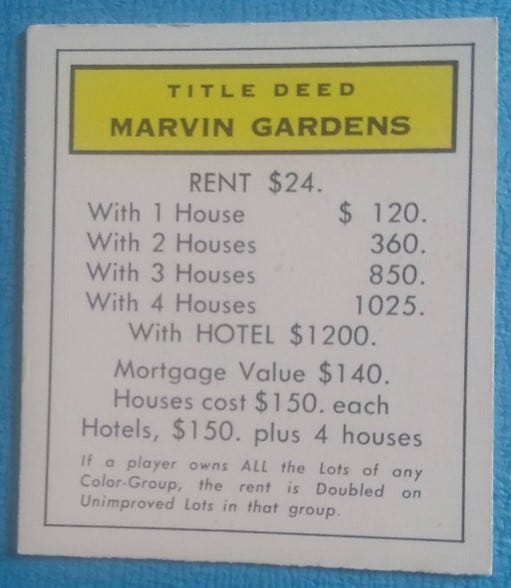 TITLE DEED
MARVIN GARDENS
RENT $24.
With 1 House $ 120.
With 2 Houses 360.
With 3 Houses 850.
With 4 Houses 1025.
With HOTEL $1200.
Mortgage Value $140.
Houses cost $150. each
Hotels, $150. plus 4 houses
If a player owns ALL the Lots of any
Color-Group, the rent is Doubled on
Unimproved Lots in that group.